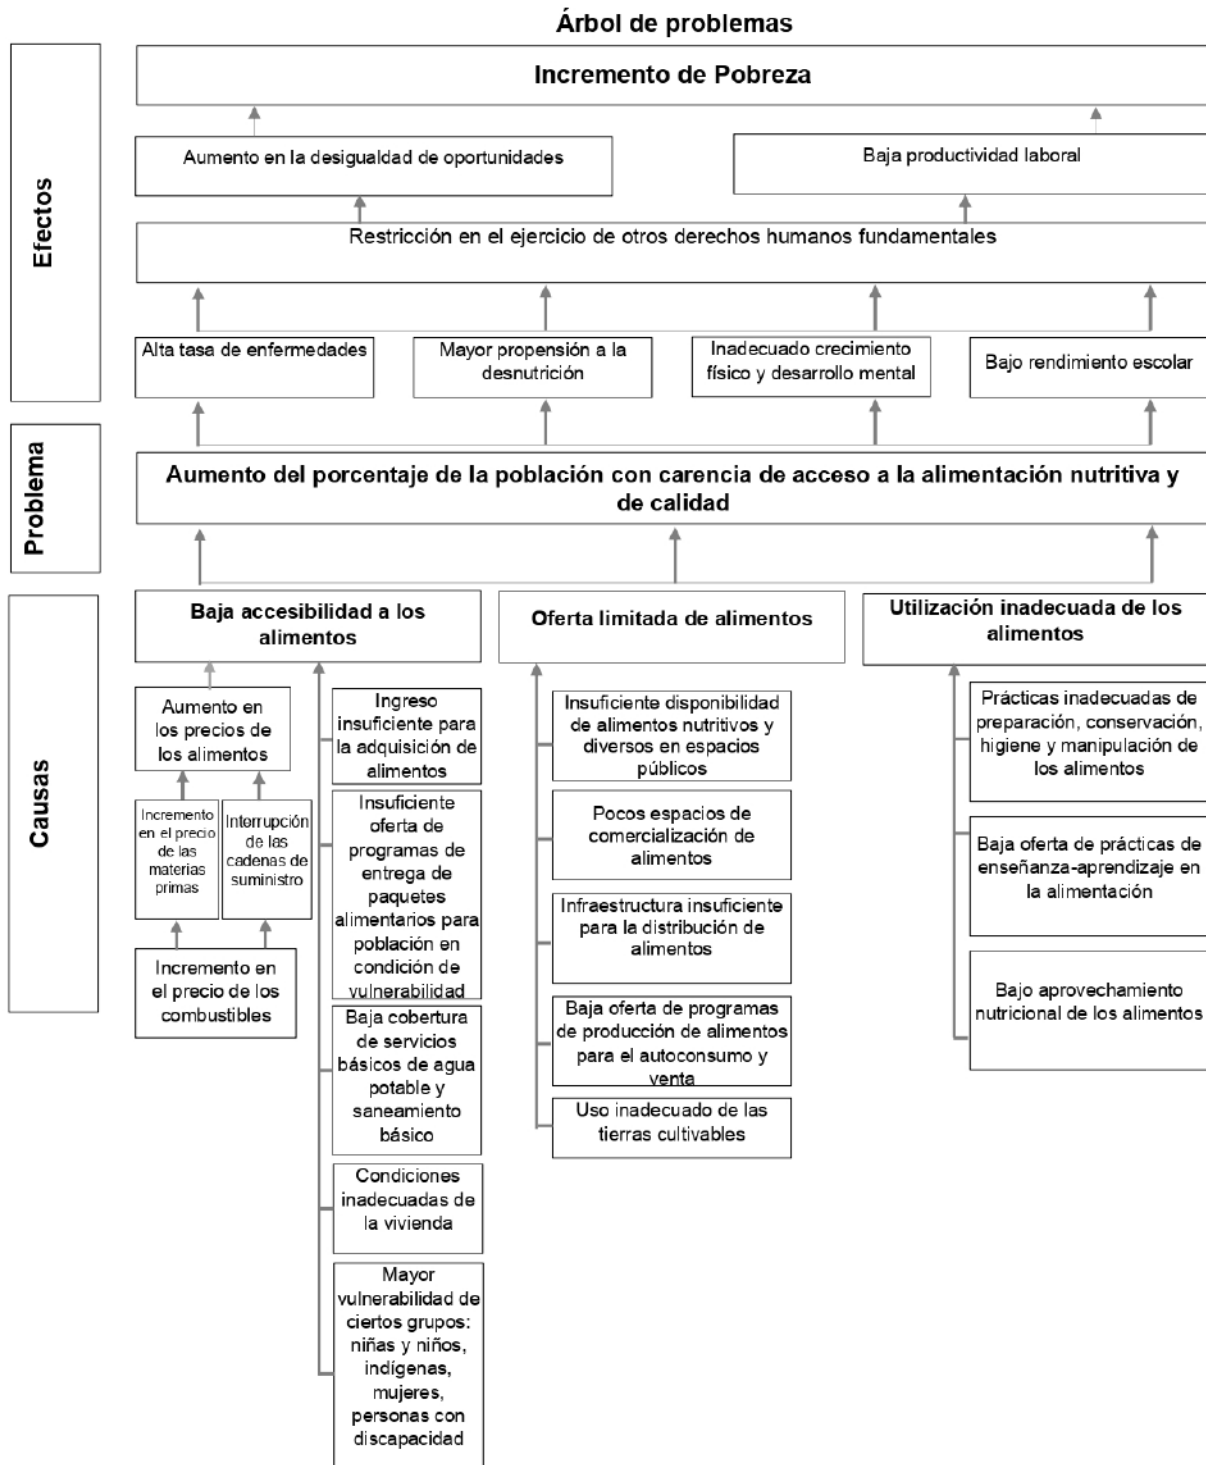 Árbol de problemas
Efectos
Incremento de Pobreza
Aumento en la desigualdad de oportunidades
Baja productividad laboral
Restricción en el ejercicio de otros derechos humanos fundamentales
Alta tasa de enfermedades
Mayor propensión a la
desnutrición
Inadecuado crecimiento
físico y desarrollo mental
Bajo rendimiento escolar
Problema
Aumento del porcentaje de la población con carencia de acceso a la alimentación nutritiva y
de calidad
Causas
Baja accesibilidad a los
alimentos
Aumento en
los precios de
los alimentos
Incremento
en el precio
de las
materias
primas
Interrupción
de las
cadenas de
suministro
Incremento en
el precio de los
combustibles
Ingreso
insuficiente para
la adquisición de
alimentos
Insuficiente
oferta de
programas de
entrega de
paquetes
alimentarios para
población en
condición de
vulnerabilidad
Baja cobertura
de servicios
básicos de agua
potable y
saneamiento
básico
Condiciones
inadecuadas de
la vivienda
Mayor
vulnerabilidad de
ciertos grupos:
niñas y niños,
indígenas,
mujeres,
personas con
discapacidad
Oferta limitada de alimentos
Insuficiente disponibilidad
de alimentos nutritivos y
diversos en espacios
públicos
Pocos espacios de
comercialización de
alimentos
Infraestructura insuficiente
para la distribución de
alimentos
Baja oferta de programas
de producción de alimentos
para el autoconsumo y
venta
Uso inadecuado de las
tierras cultivables
Utilización inadecuada de los
alimentos
Prácticas inadecuadas de
preparación, conservación,
higiene y manipulación de
los alimentos
Baja oferta de prácticas de
enseñanza-aprendizaje en
la alimentación
Bajo aprovechamiento
nutricional de los alimentos